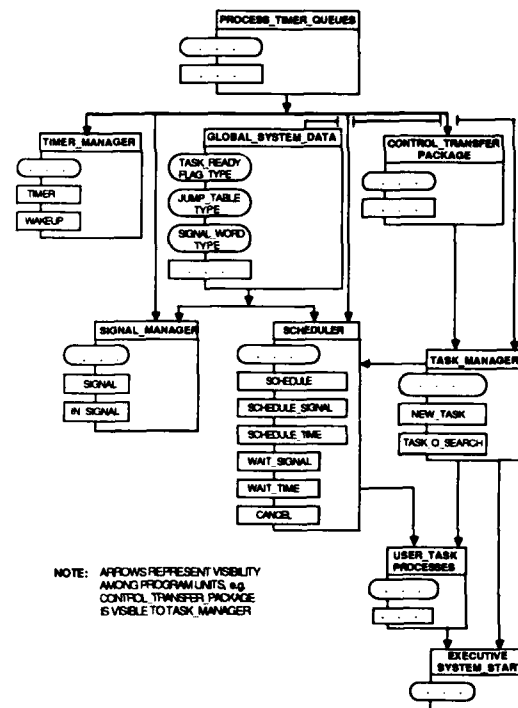 PROCESS_TIMER_QUEUES
TIMER_MANAGER
TIMER
WAKEUP
GLOBAL_SYSTEM_DATA
TASK_READY
FLAG_TYPE
JUMP_TABLE
TYPE
SIGNAL_WORD
TYPE
CONTROL_TRANSFER
PACKAGE
SIGNAL_MANAGER
SIGNAL
IN_SIGNAL
SCHEDULER
SCHEDULE
SCHEDULE_SIGNAL
SCHEDULE_TIME
WAIT_SIGNAL
WAIT_TIME
CANCEL
TASK_MANAGER
NEW_TASK
TASK_Q_SEARCH
USER_TASK
PROCESSES
EXECUTIVE
SYSTEM_START
NOTE: ARROWS REPRESENT VISIBILITY
AMONG PROGRAM UNITS, e.g.
CONTROL_TRANSFER_PACKAGE
IS VISIBLE TO TASK_MANAGER